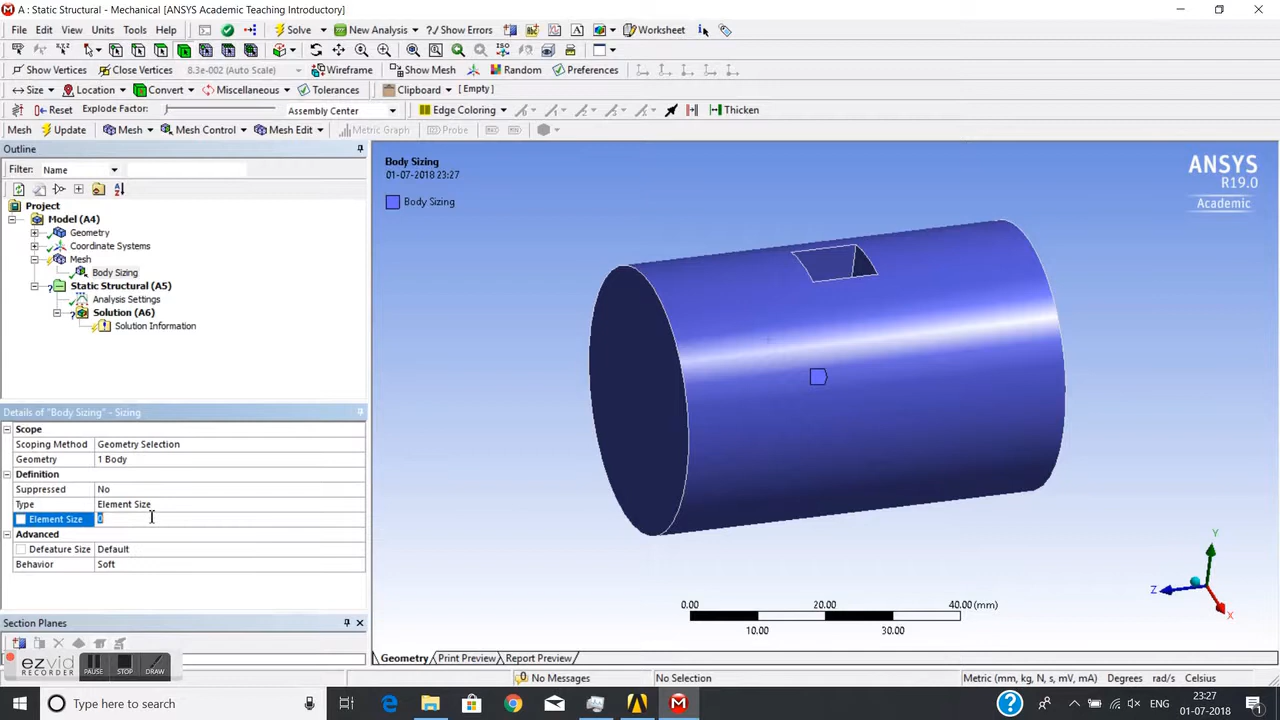 A : Static Structural - Mechanical [ANSYS Academic Teaching Introductory]
File Edit View Units Tools Help Solve New Analysis Show Errors Worksheet
Show Vertices Close Vertices 8.3e-002 (Auto Scale) Wireframe Show Mesh Random Preferences
Size Location Convert Miscellaneous Tolerances Clipboard [Empty]
Reset Explode Factor: Assembly Center Edge Coloring Thicken
Mesh Update Mesh Mesh Control Mesh Edit Metric Graph Probe
Outline
Filter: Name
Project
Model (A4)
Geometry
Coordinate Systems
Mesh
Body Sizing
Static Structural (A5)
Analysis Settings
Solution (A6)
Solution Information
Details of "Body Sizing" - Sizing
Scope
Scoping Method Geometry Selection
Geometry 1 Body
Definition
Suppressed No
Type Element Size
Element Size
Advanced
Defeature Size Default
Behavior Soft
Section Planes
ezvid
RECORDER
PAUSE STOP DRAW
Body Sizing
01-07-2018 23:27
Body Sizing
ANSYS
R19.0
Academic
0.00 20.00 40.00 (mm)
10.00 30.00
Y
Z
X
Geometry Print Preview Report Preview
0 No Messages No Selection Metric (mm, kg, N, s, mV, mA) Degrees rad/s Celsius
Type here to search
ENG
23:27
01-07-2018